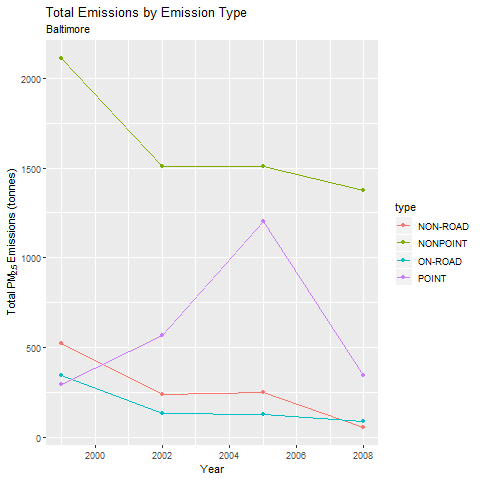 Total Emissions by Emission Type
Baltimore
Total PM2.5 Emissions (tonnes)
2000
1500
1000
500
0
2000
2002
2004
2006
2008
Year
type
NON-ROAD
NONPOINT
ON-ROAD
POINT